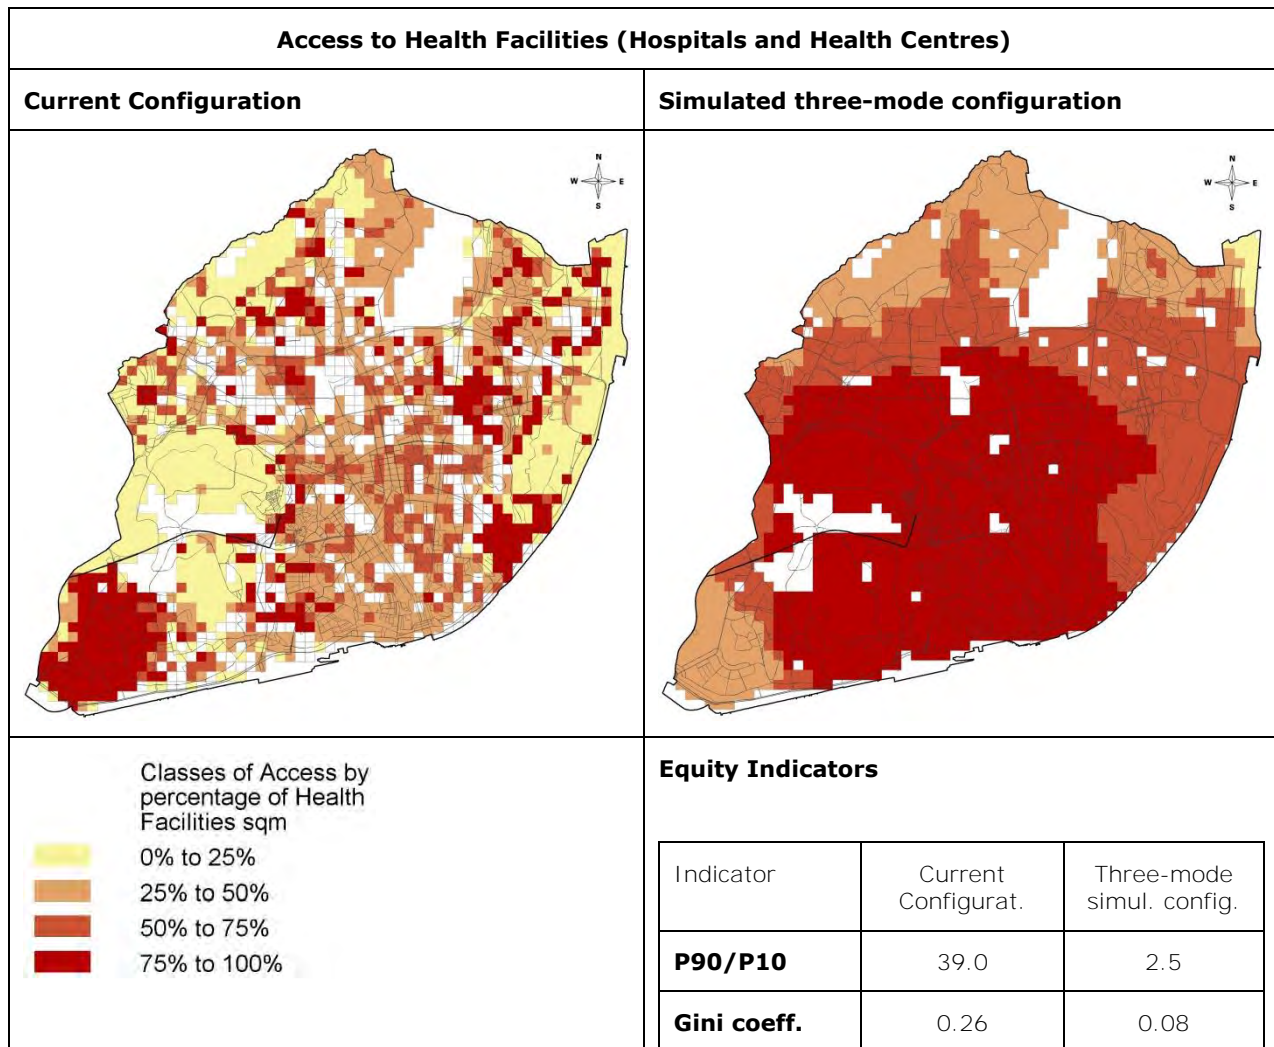 Access to Health Facilities (Hospitals and Health Centres)
Current Configuration
Simulated three-mode configuration
N
W E
S
N
W E
S
Classes of Access by
percentage of Health
Facilities sqm
0% to 25%
25% to 50%
50% to 75%
75% to 100%
Equity Indicators
Indicator Current Three-mode
Configurat. simul. config.
P90/P10 39.0 2.5
Gini coeff. 0.26 0.08